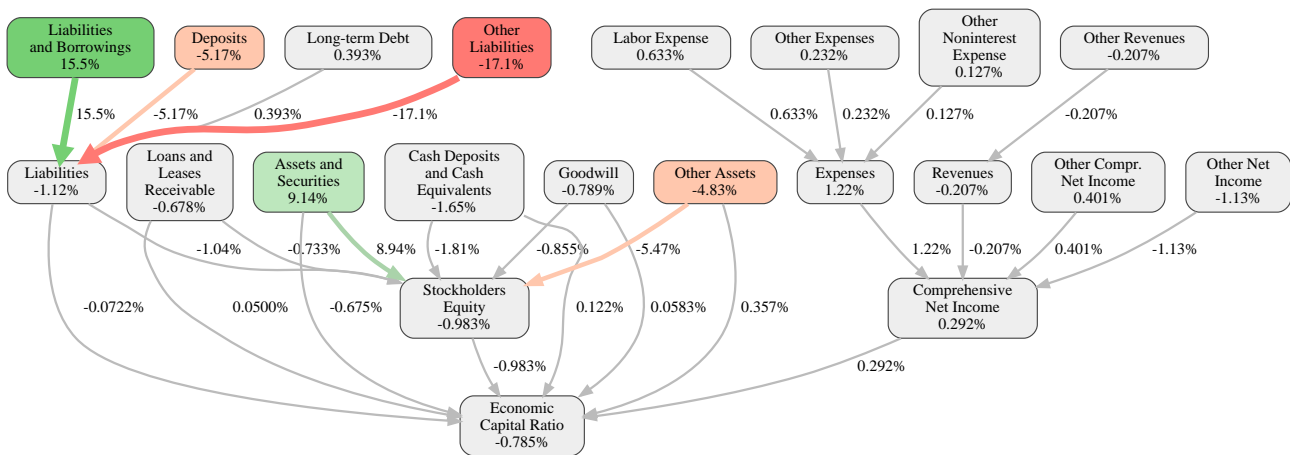 Liabilities
and Borrowings
15.5%
Deposits
-5.17%
Long-term Debt
0.393%
Other
Liabilities
-17.1%
Labor Expense
0.633%
Other Expenses
0.232%
Other
Noninterest
Expense
0.127%
Other Revenues
-0.207%
15.5%
-5.17%
0.393%
-17.1%
0.633%
0.232%
0.127%
-0.207%
Liabilities
-1.12%
Loans and
Leases
Receivable
-0.678%
Assets and
Securities
9.14%
Cash Deposits
and Cash
Equivalents
-1.65%
Goodwill
-0.789%
Other Assets
-4.83%
Expenses
1.22%
Revenues
-0.207%
Other Compr.
Net Income
0.401%
Other Net
Income
-1.13%
-1.04%
-0.733%
8.94%
-1.81%
-0.855%
-5.47%
1.22%
-0.207%
0.401%
-1.13%
-0.0722%
0.0500%
-0.675%
Stockholders
Equity
-0.983%
0.122%
0.0583%
0.357%
Comprehensive
Net Income
0.292%
-0.983%
0.292%
Economic
Capital Ratio
-0.785%